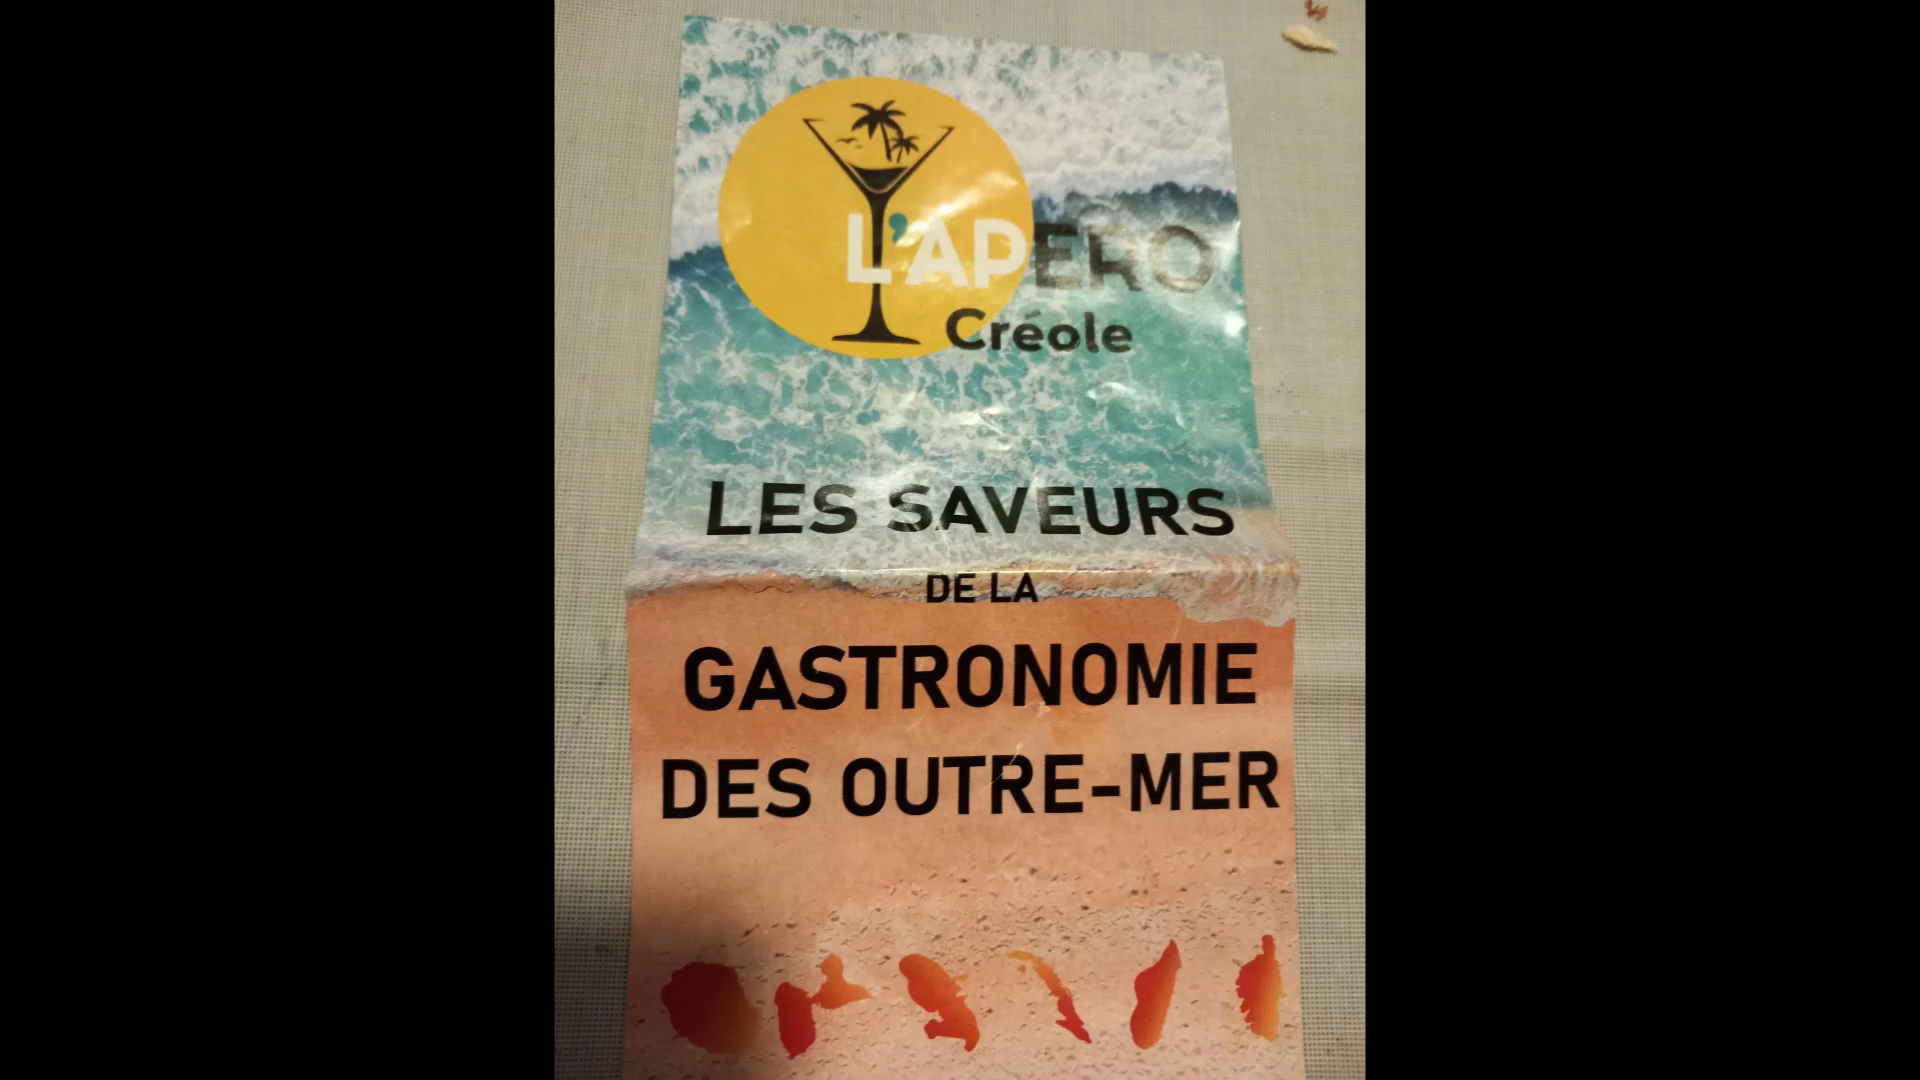 L'APERO
Créole
LES SAVEURS
DE LA
GASTRONOMIE
DES OUTRE-MER